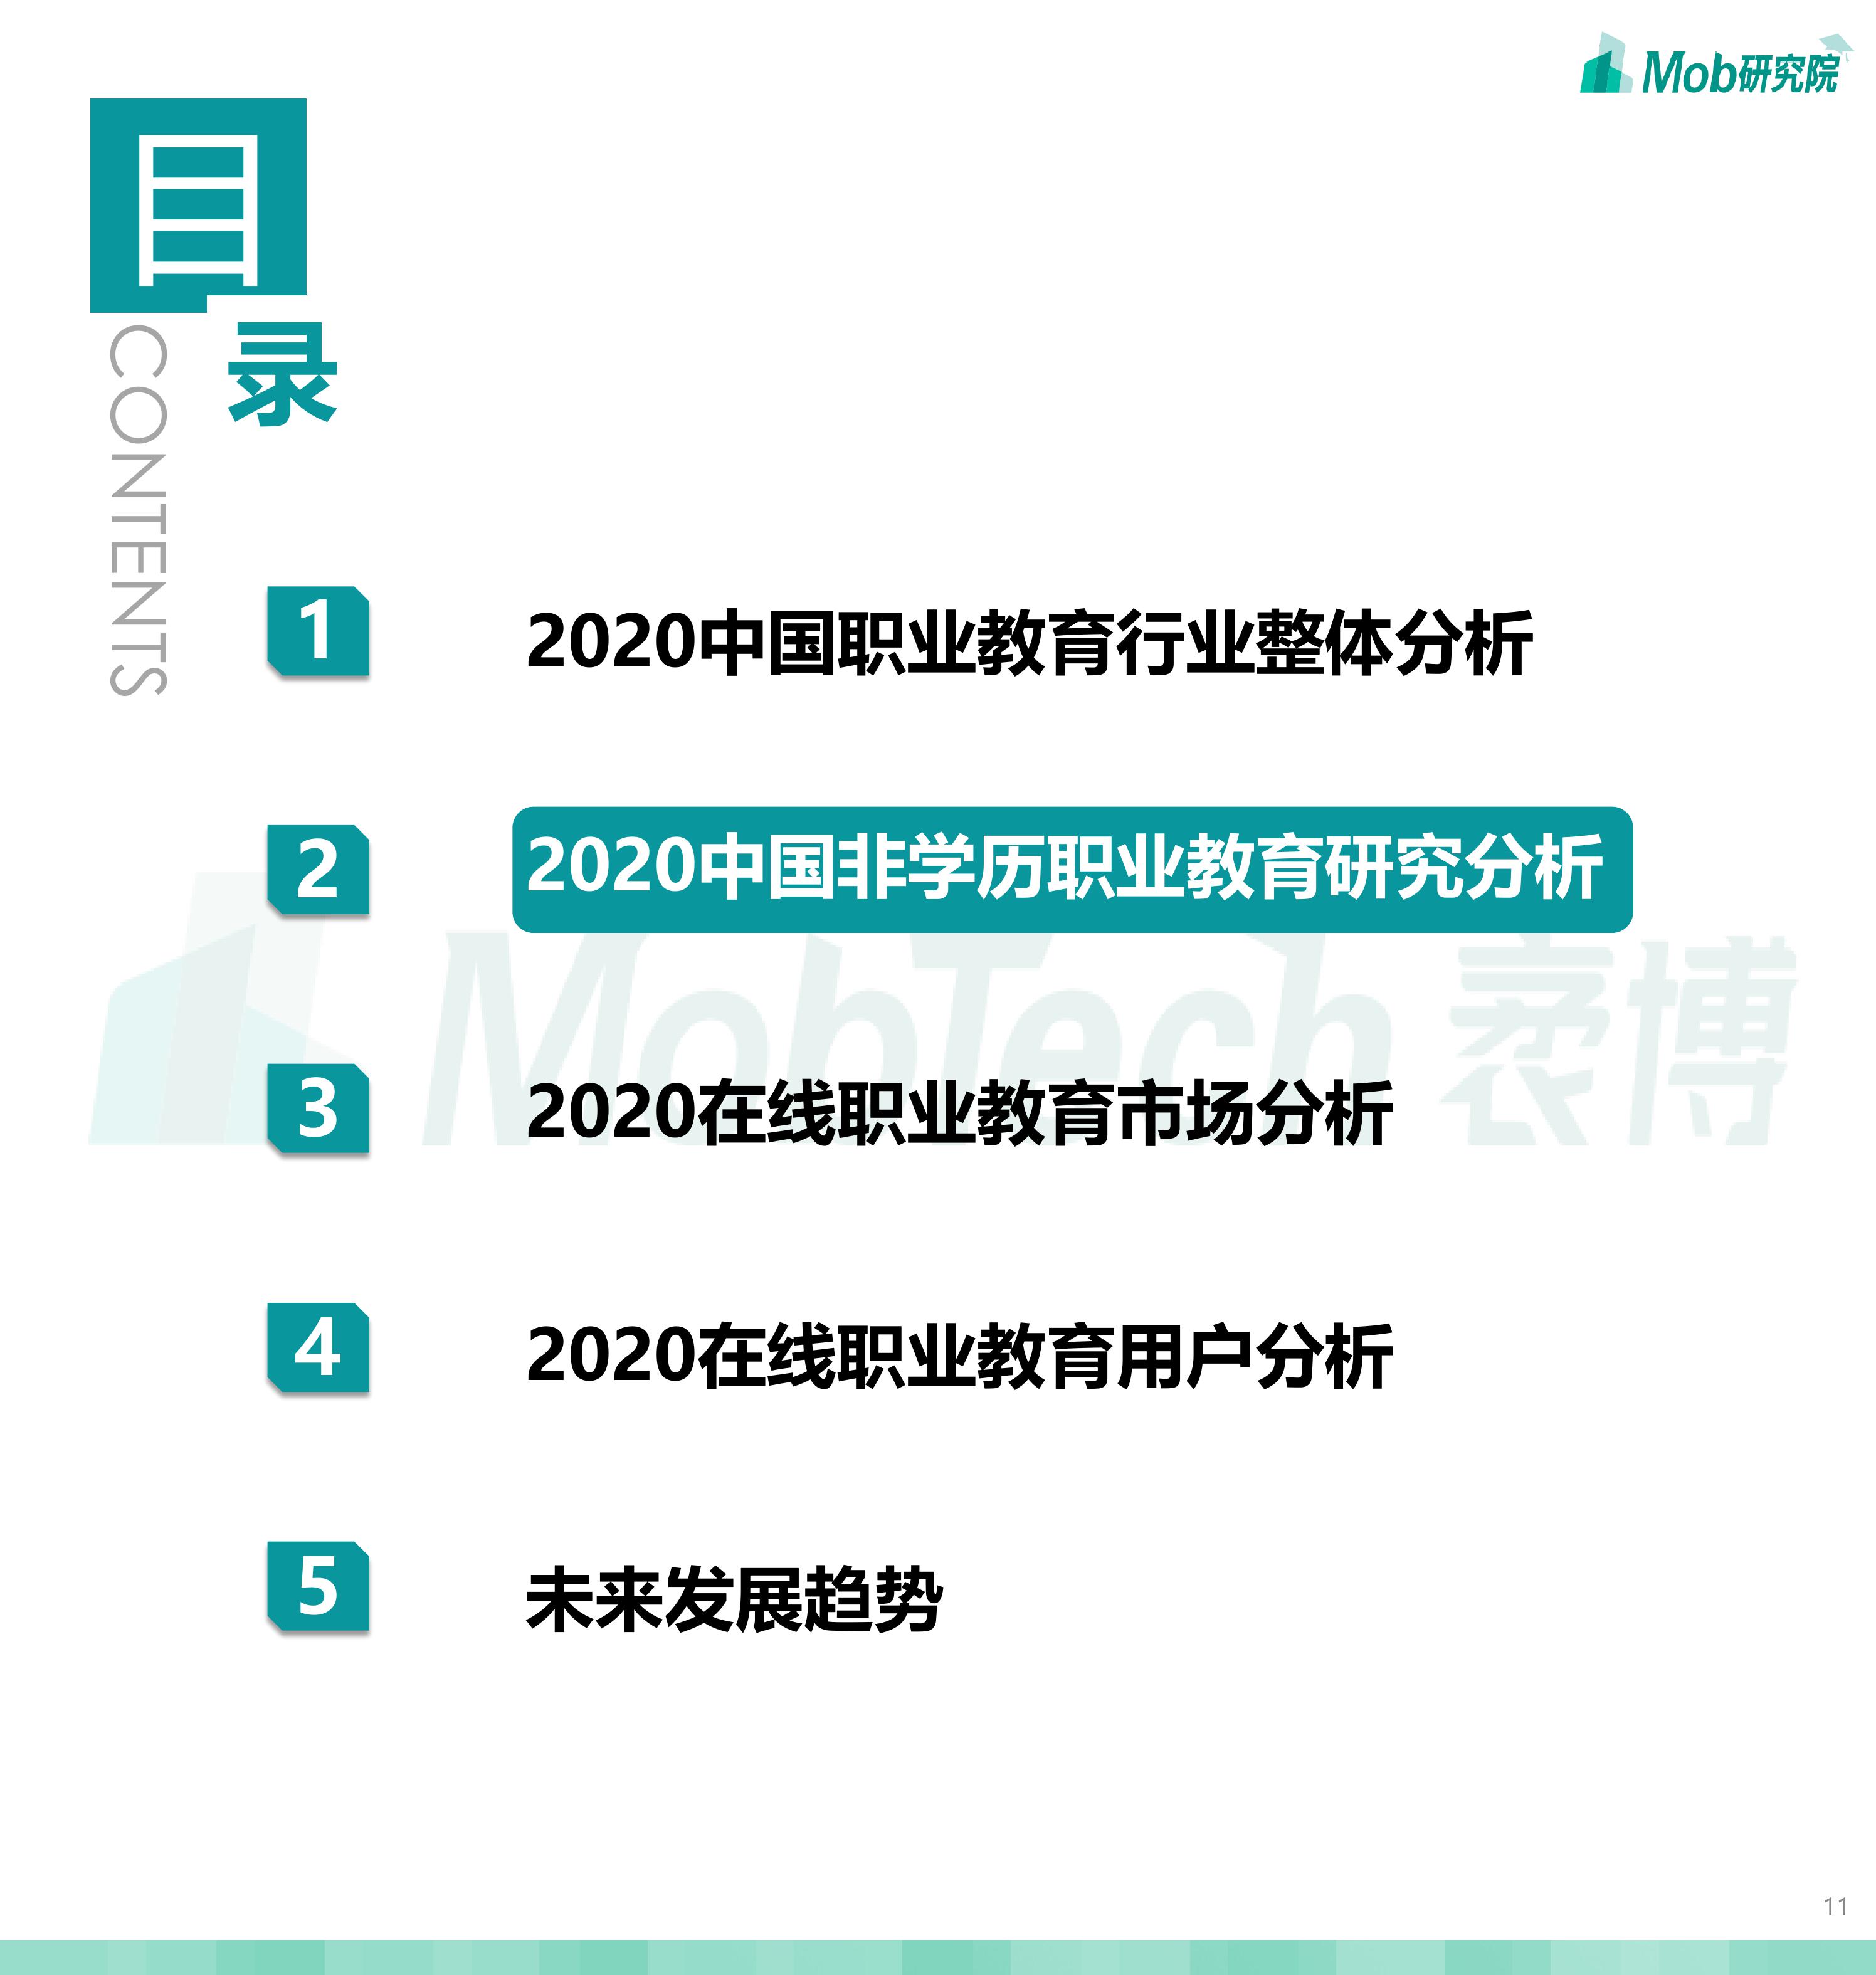 Mob研究院
目
录
CONTENTS
1
2020中国职业教育行业整体分析
2
2020中国非学历职业教育研究分析
MobTech 袤博
3
2020在线职业教育市场分析
4
2020在线职业教育用户分析
5
未来发展趋势
11